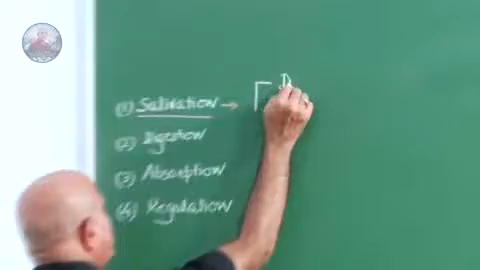 (1) Salivation →
(2) Digestion
(3) Absorption
(4) Regulation